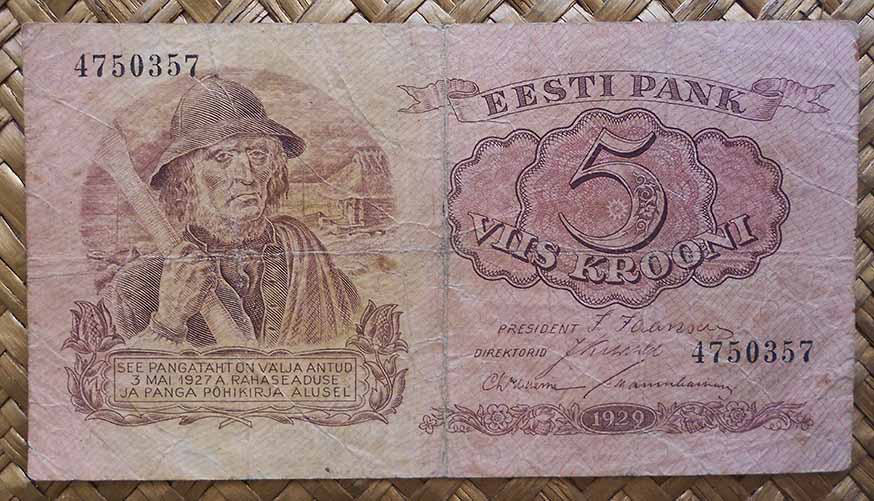 4750357
EESTI PANK
5
VIIS KROONI
SEE PANGATÄHT ON VÄLJA ANTUD
3 MAI 1927 A. RAHASEADUSE
JA PANGA PÕHIKIRJA ALUSEL
PRESIDENT
DIREKTORID
4750357
1929